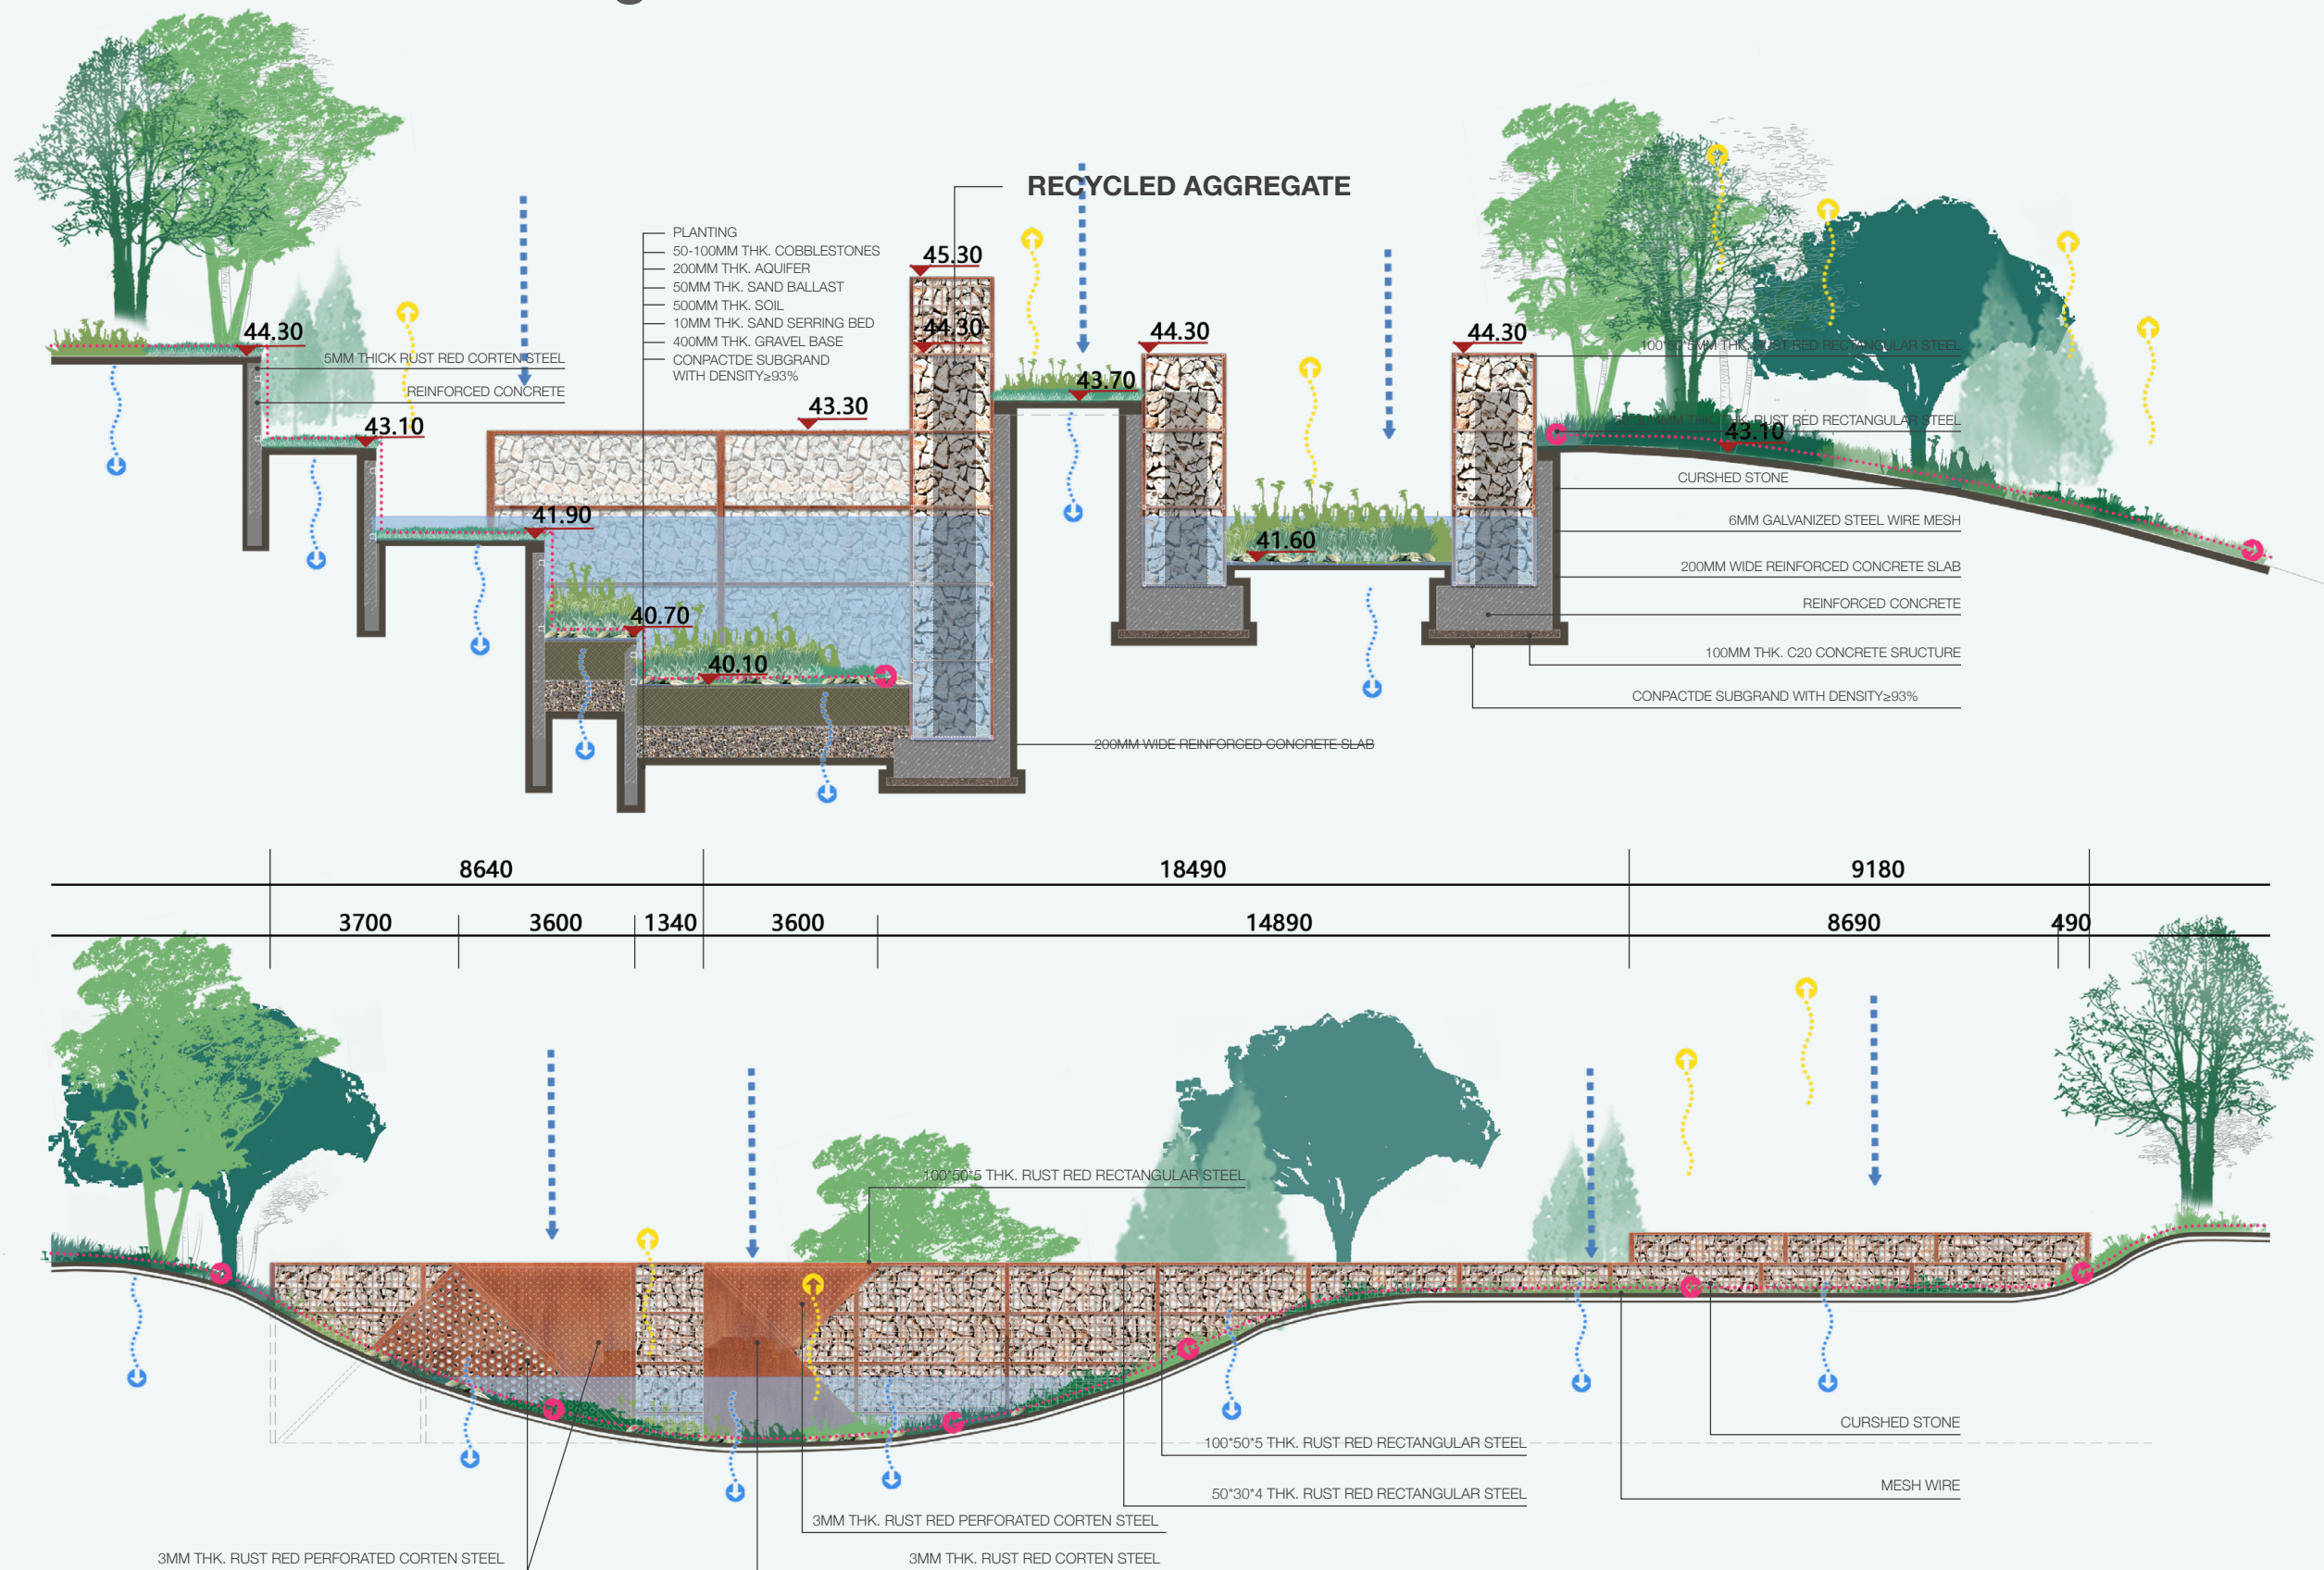 RECYCLED AGGREGATE
PLANTING
50-100MM THK. COBBLESTONES
200MM THK. AQUIFER
50MM THK. SAND BALLAST
500MM THK. SOIL
10MM THK. SAND SERRING BED
400MM THK. GRAVEL BASE
CONPACTDE SUBGRAND
WITH DENSITY≥93%
45.30
44.30
44.30
44.30
44.30
5MM THICK RUST RED CORTEN STEEL
REINFORCED CONCRETE
43.70
43.30
43.10
100*50*5MM THK. RUST RED RECTANGULAR STEEL
THK. RUST RED RECTANGULAR STEEL
43.10
CURSHED STONE
41.90
6MM GALVANIZED STEEL WIRE MESH
41.60
200MM WIDE REINFORCED CONCRETE SLAB
REINFORCED CONCRETE
40.70
100MM THK. C20 CONCRETE SRUCTURE
40.10
CONPACTDE SUBGRAND WITH DENSITY≥93%
200MM WIDE REINFORCED CONCRETE SLAB
8640 18490 9180
3700 3600 1340 3600 14890 8690 490
100*50*5 THK. RUST RED RECTANGULAR STEEL
CURSHED STONE
100*50*5 THK. RUST RED RECTANGULAR STEEL
MESH WIRE
50*30*4 THK. RUST RED RECTANGULAR STEEL
3MM THK. RUST RED PERFORATED CORTEN STEEL
3MM THK. RUST RED PERFORATED CORTEN STEEL
3MM THK. RUST RED CORTEN STEEL